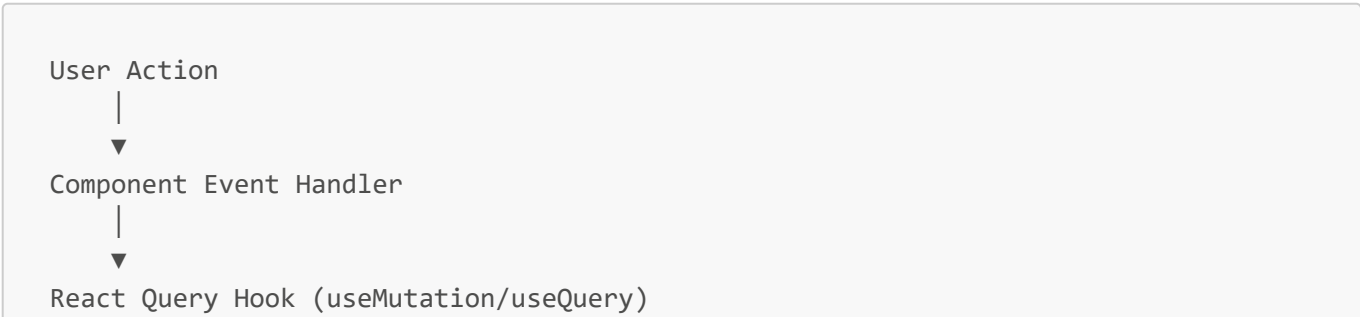 User Action
│
▼
Component Event Handler
│
▼
React Query Hook (useMutation/useQuery)